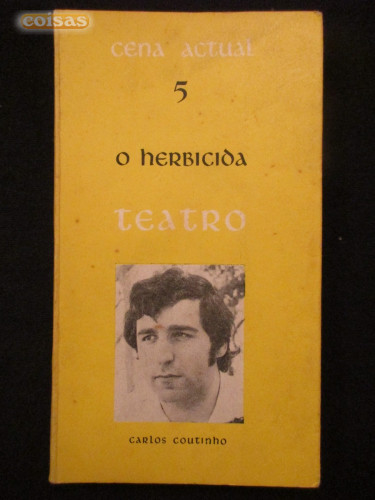 coisas
cena actual
5
o herbicida
teatro
carlos coutinho